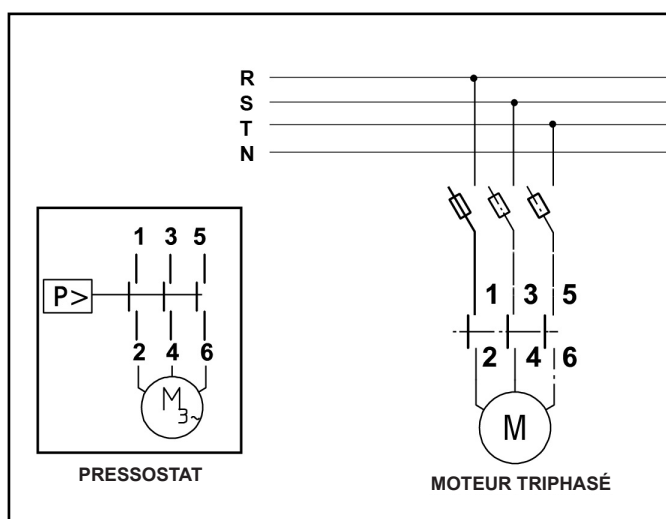 R
S
T
N
1 3 5
P>
2 4 6
M
3~
PRESSOSTAT
1 3 5
2 4 6
M
MOTEUR TRIPHASÉ